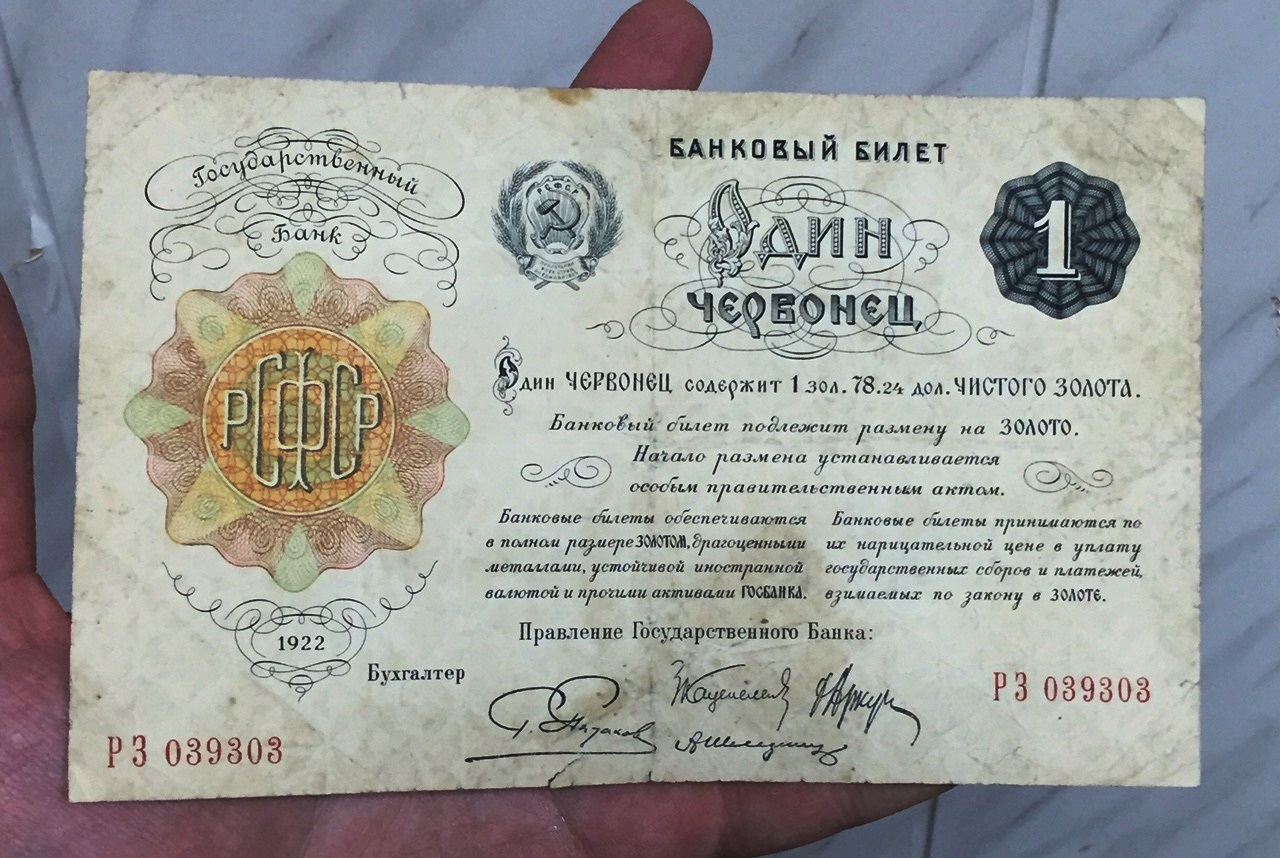 Государственный
Банк
РСФСР
1922
Бухгалтер
РЗ 039303
БАНКОВЫЙ БИЛЕТ
Р.С.Ф.С.Р.
ОДИН
ЧЕРВОНЕЦ
1
Один ЧЕРВОНЕЦ содержит 1 зол. 78.24 дол. ЧИСТОГО ЗОЛОТА.
Банковый билет подлежит размену на ЗОЛОТО.
Начало размена устанавливается
особым правительственным актом.
Банковые билеты обеспечиваются
в полном размере ЗОЛОТОМ, драгоценными
металлами, устойчивой иностранной
валютой и прочими активами ГОСБАНКА.
Банковые билеты принимаются по
их нарицательной цене в уплату
государственных сборов и платежей,
взимаемых по закону в ЗОЛОТЕ.
Правление Государственного Банка:
РЗ 039303